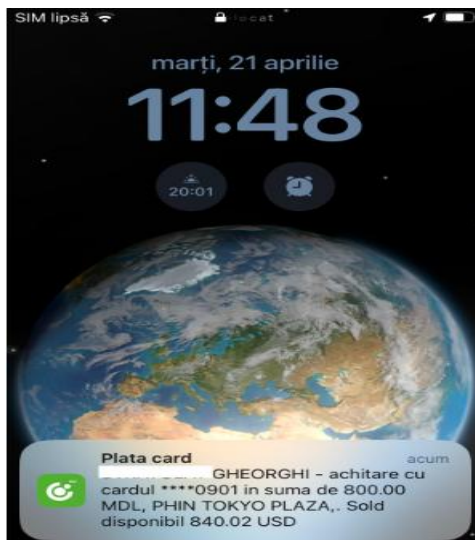 SIM lipsă
marți, 21 aprilie
11:48
20:01
Plata card acum
GHEORGHI - achitare cu
cardul ****0901 in suma de 800.00
MDL, PHIN TOKYO PLAZA,. Sold
disponibil 840.02 USD